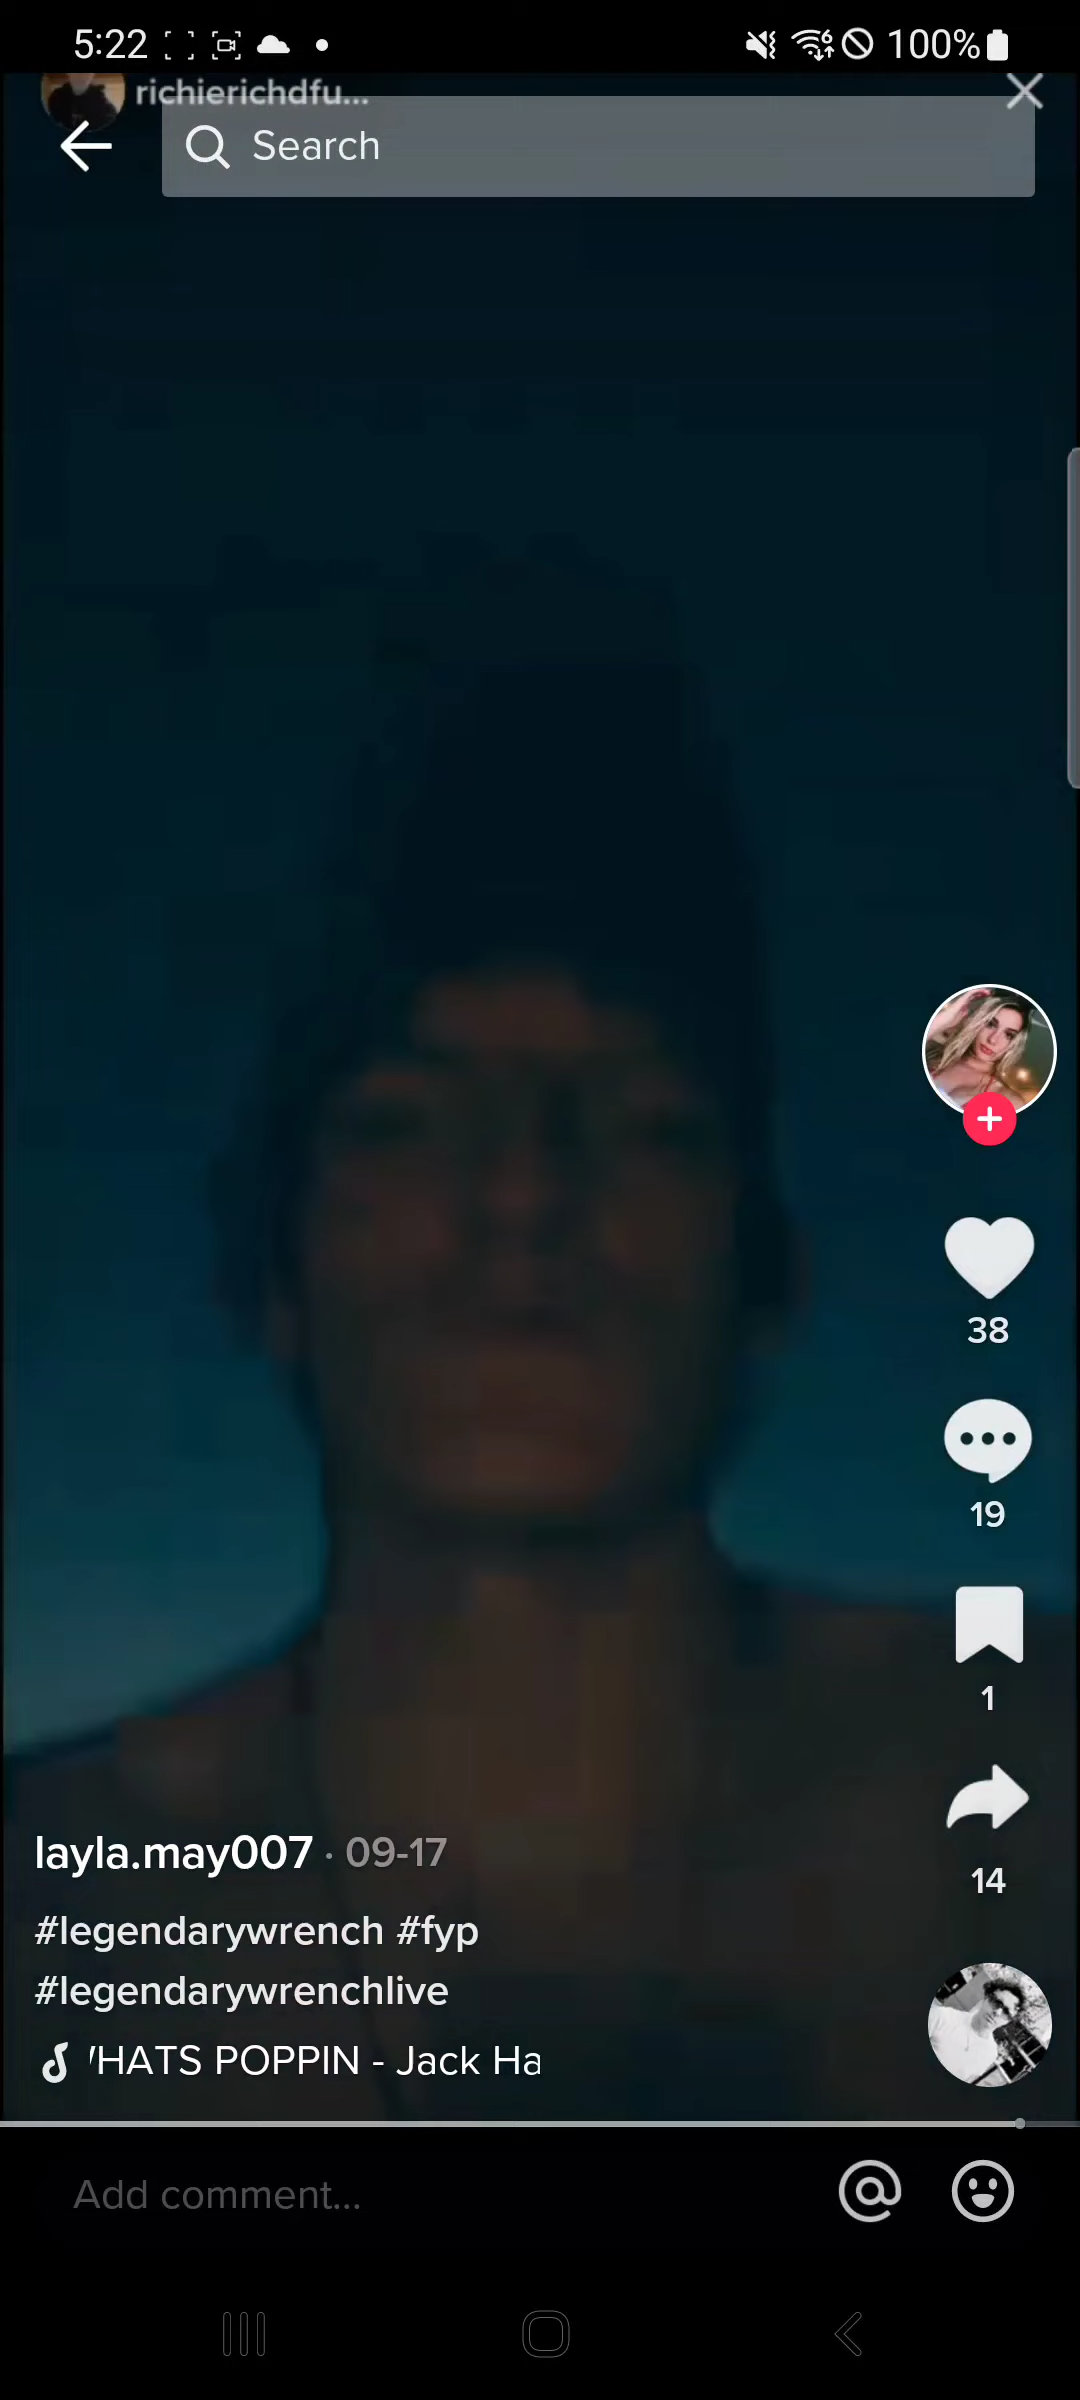 5:22
100%
richierichdfu...
Search
38
19
1
14
layla.may007 · 09-17
#legendarywrench #fyp
#legendarywrenchlive
HATS POPPIN - Jack Ha
Add comment...